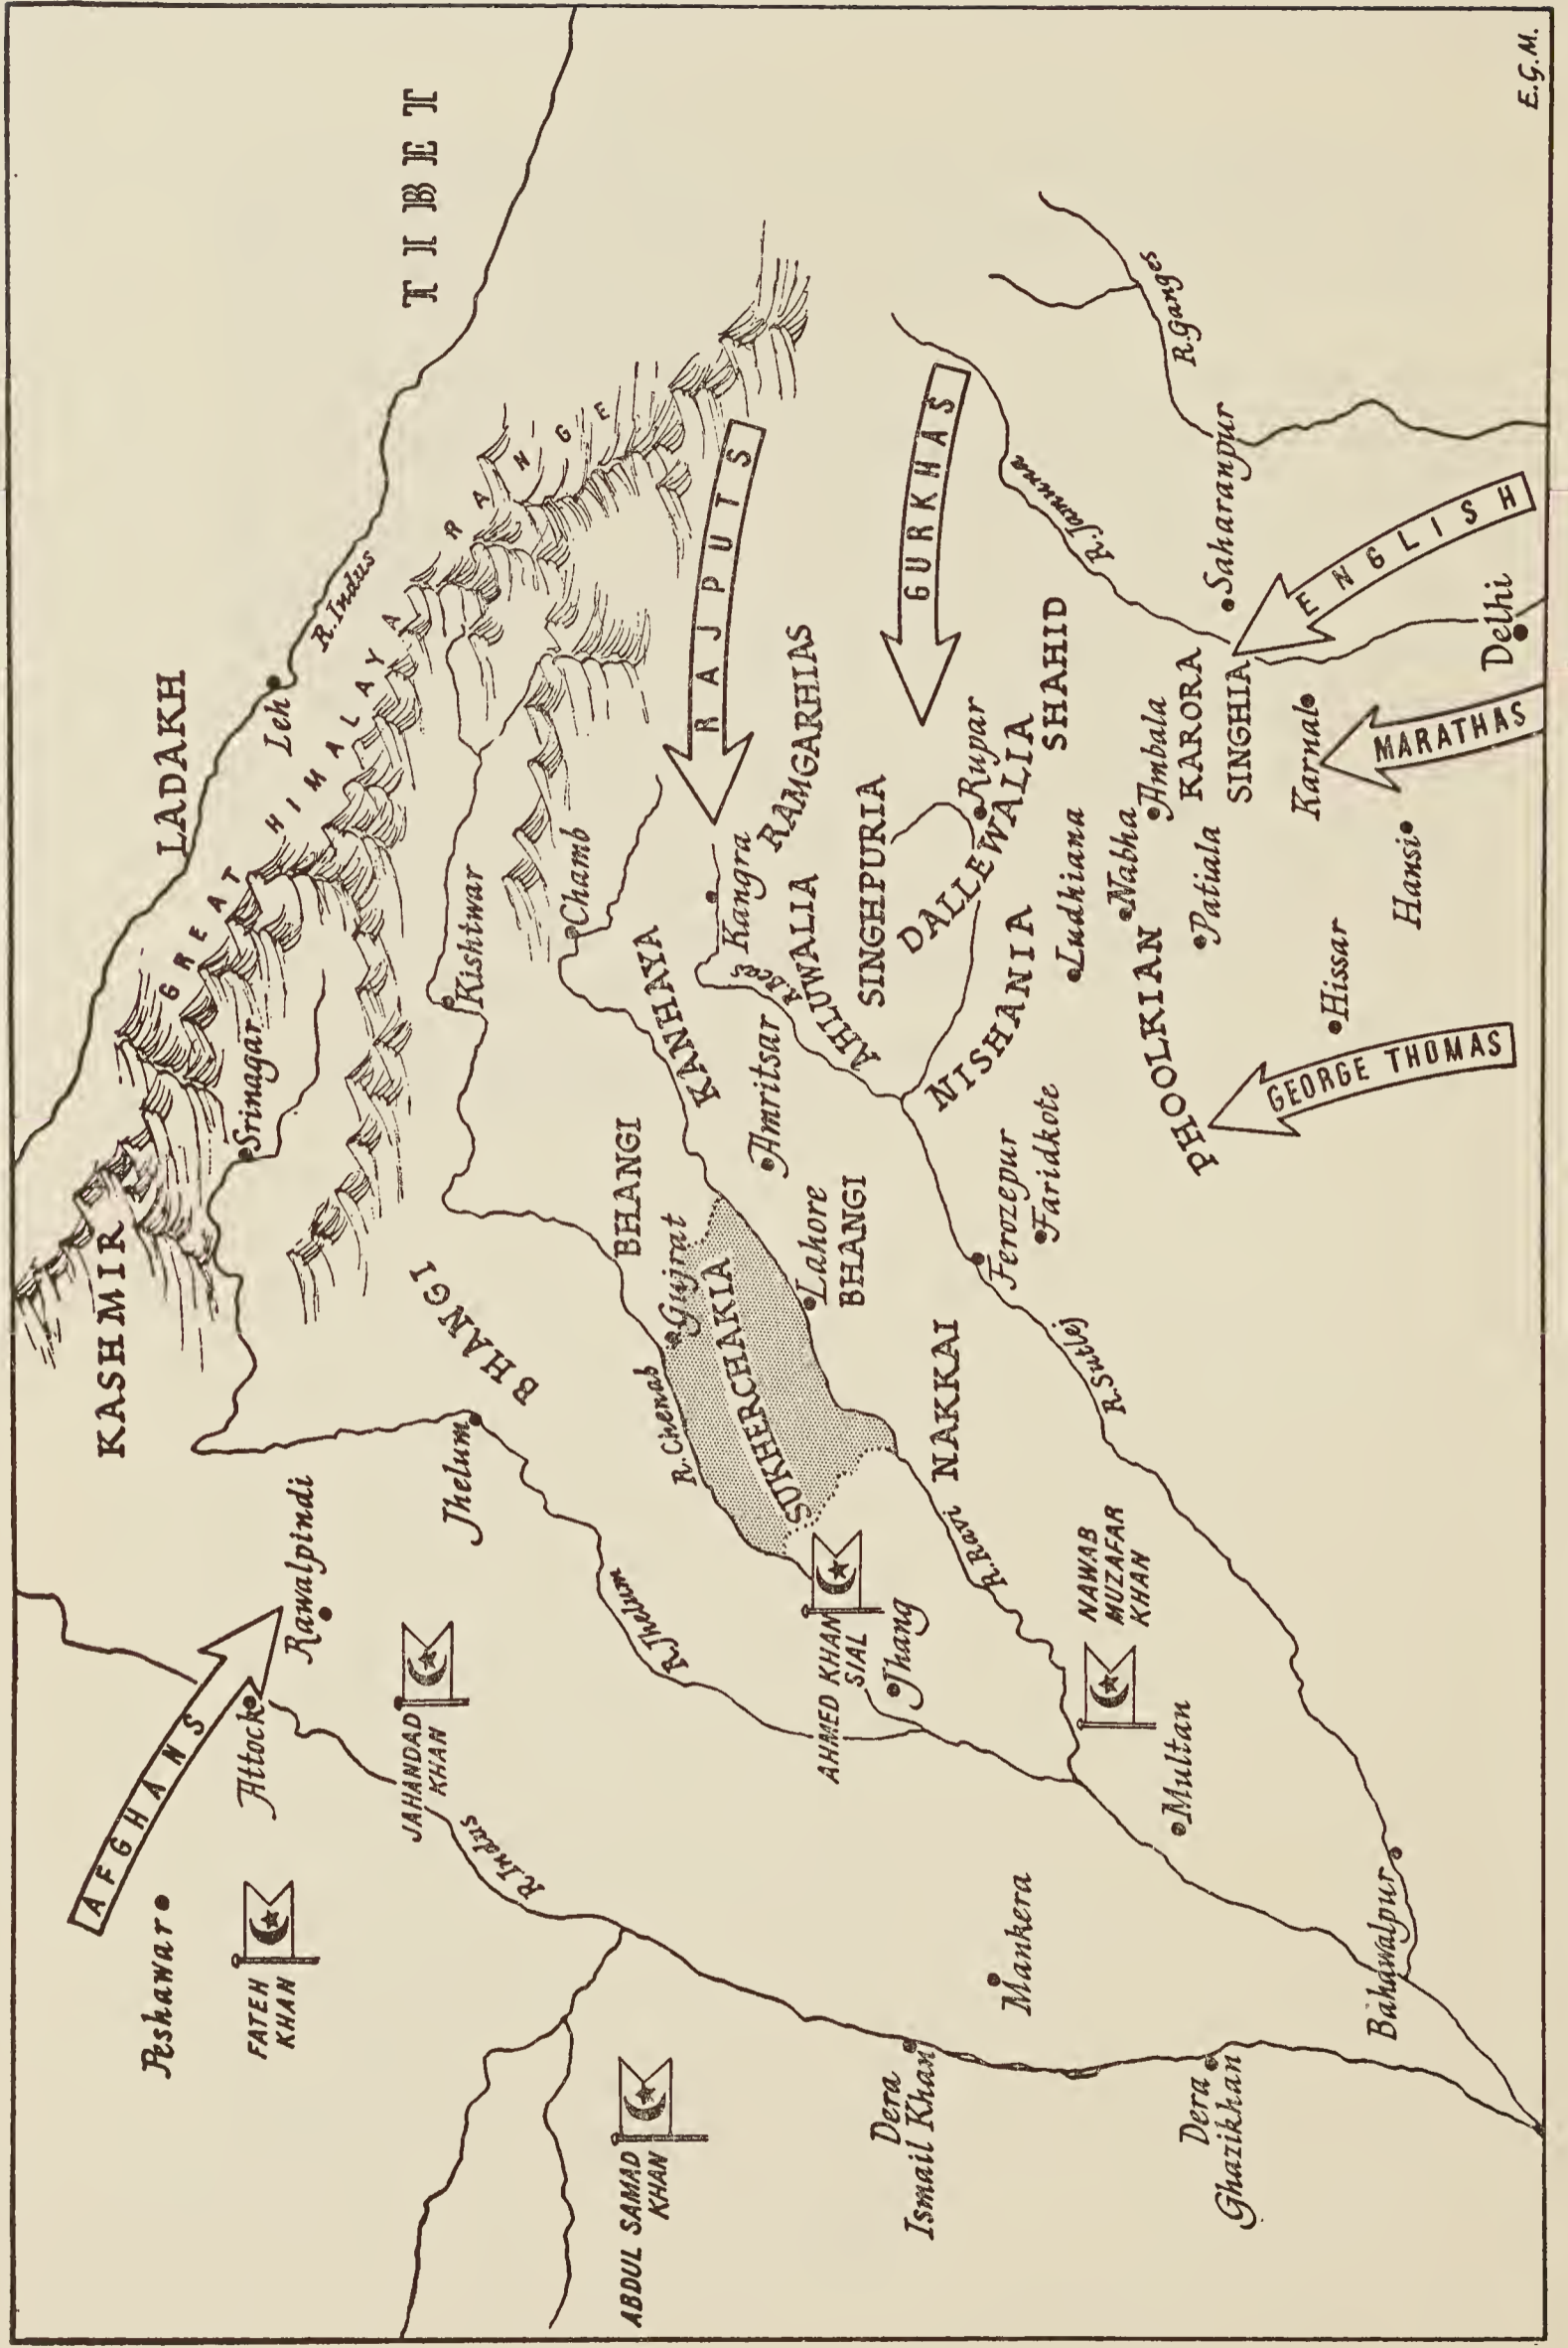 KASHMIR
LADAKH
TIBET
GREAT HIMALAYA RANGE
Srinagar
Leh
R. Indus
AFGHANS
Peshawar
Attock
Rawalpindi
FATEH
KHAN
JAHANDAD
KHAN
R. Indus
ABDUL SAMAD
KHAN
Jhelum
R. Jhelum
BHANGI
BHANGI
Kishtwar
Chamb
KANHAYA
RAJPUTS
Gujrat
R. Chenab
SUKHERCHAKIA
AHMED KHAN
SIAL
Jhang
Lahore
BHANGI
Amritsar
Kangra
RAMGARHIAS
AHLUWALIA
SINGHPURIA
GURKHAS
NAKKAI
R. Ravi
NAWAB
MUZAFAR
KHAN
Multan
Mankera
Dera
Ismail Khan
Dera
Ghazikhan
Bahawalpur
R. Sutlej
Ferozepur
Faridkote
NISHANIA
DALLEWALIA
Rupar
SHAHID
Ludhiana
Nabha
Ambala
Patiala
PHOOLKIAN
KARORA
SINGHIA
R. Jamuna
R. Ganges
Saharanpur
ENGLISH
Delhi
MARATHAS
Karnal
Hansi
Hissar
GEORGE THOMAS
E.G.M.